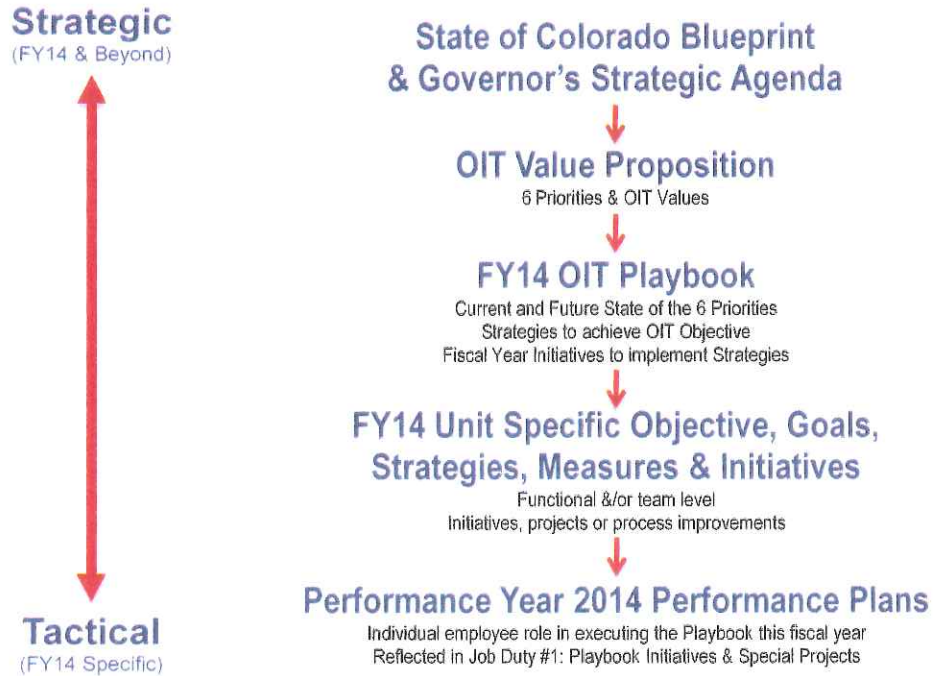 Strategic
(FY14 & Beyond)
State of Colorado Blueprint
& Governor's Strategic Agenda
OIT Value Proposition
6 Priorities & OIT Values
FY14 OIT Playbook
Current and Future State of the 6 Priorities
Strategies to achieve OIT Objective
Fiscal Year Initiatives to implement Strategies
FY14 Unit Specific Objective, Goals,
Strategies, Measures & Initiatives
Functional &/or team level
Initiatives, projects or process improvements
Performance Year 2014 Performance Plans
Individual employee role in executing the Playbook this fiscal year
Reflected in Job Duty #1: Playbook Initiatives & Special Projects
Tactical
(FY14 Specific)